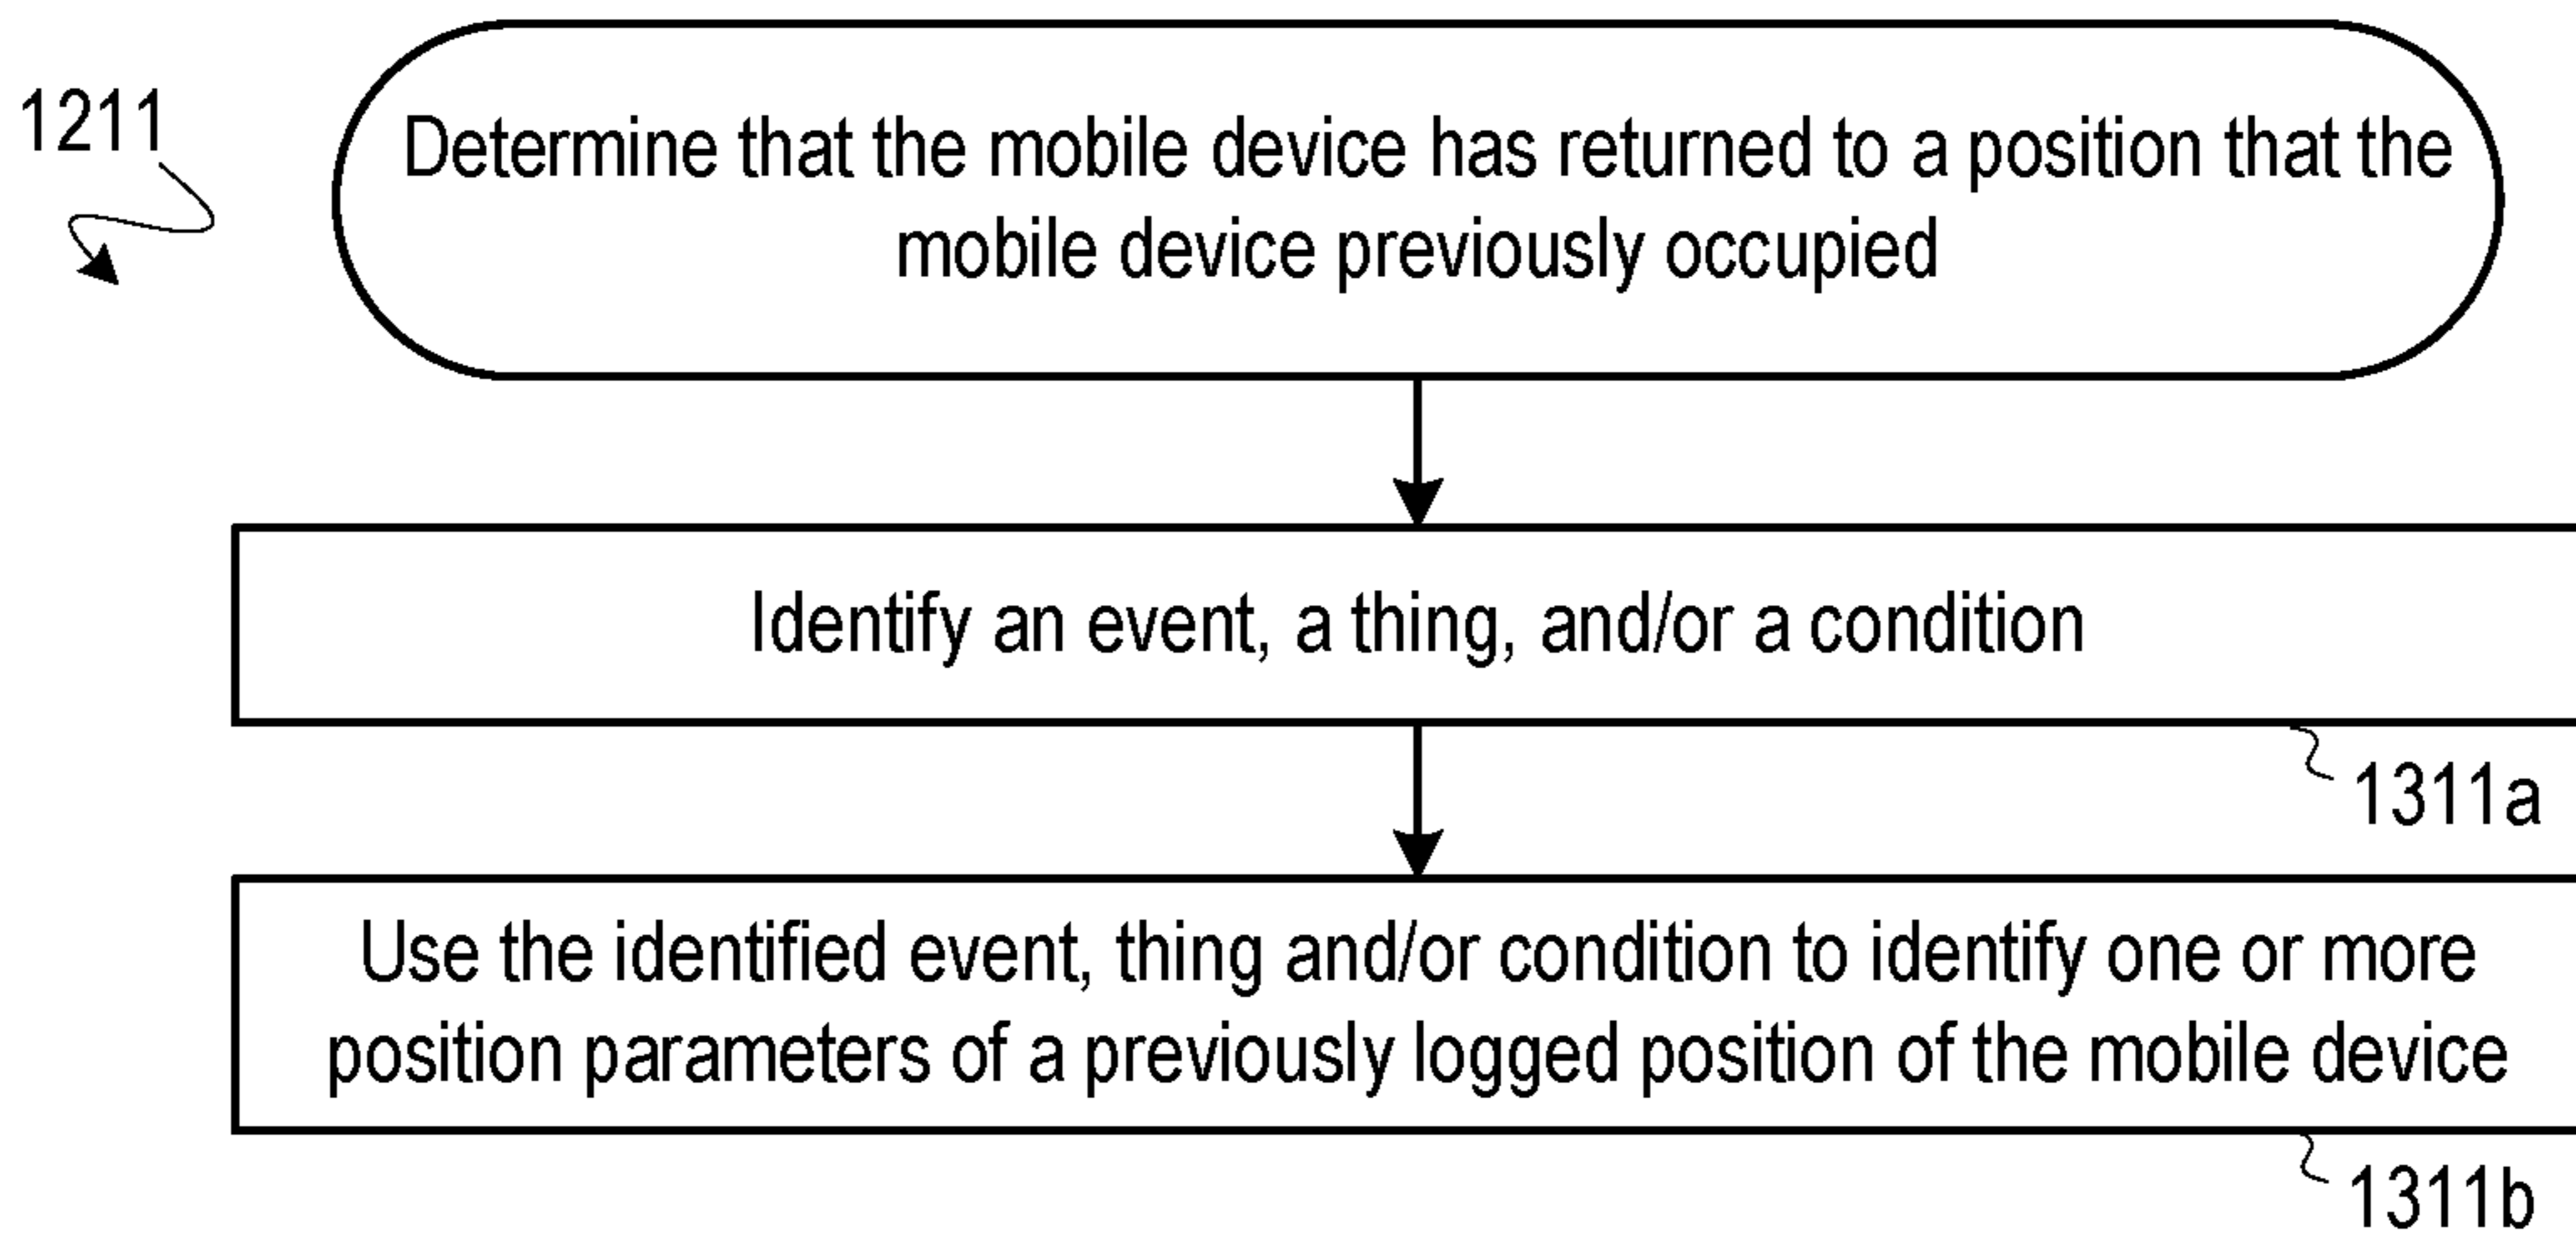 1211
Determine that the mobile device has returned to a position that the
mobile device previously occupied
Identify an event, a thing, and/or a condition
1311a
Use the identified event, thing and/or condition to identify one or more
position parameters of a previously logged position of the mobile device
1311b